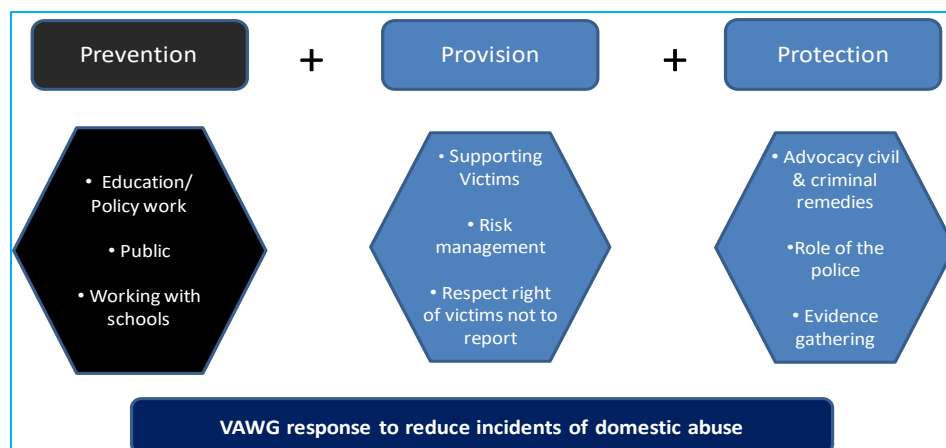 Prevention + Provision + Protection
• Education/
Policy work
• Public
• Working with
schools
• Supporting
Victims
• Risk
management
• Respect right
of victims not to
report
• Advocacy civil
& criminal
remedies
•Role of the
police
• Evidence
gathering
VAWG response to reduce incidents of domestic abuse